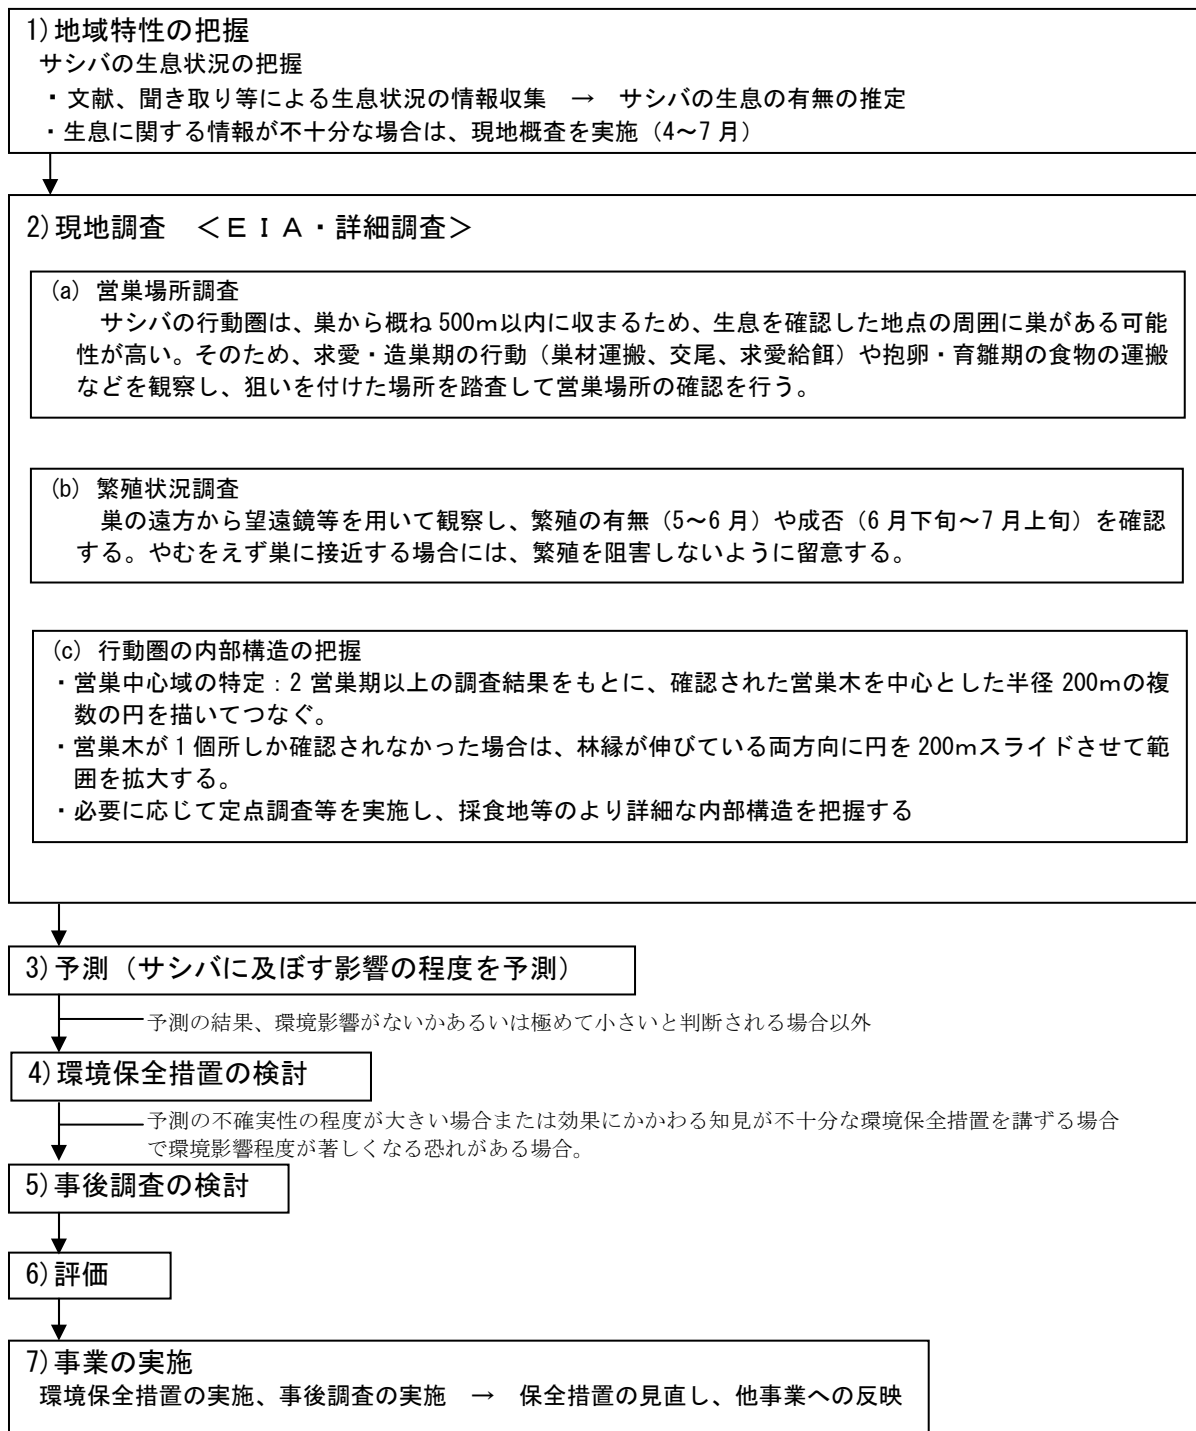 1)地域特性の把握
サシバの生息状況の把握
・文献、聞き取り等による生息状況の情報収集　→　サシバの生息の有無の推定
・生息に関する情報が不十分な場合は、現地概査を実施（4～7月）
2)現地調査　＜ＥＩＡ・詳細調査＞
(a) 営巣場所調査
サシバの行動圏は、巣から概ね500ｍ以内に収まるため、生息を確認した地点の周囲に巣がある可能
性が高い。そのため、求愛・造巣期の行動（巣材運搬、交尾、求愛給餌）や抱卵・育雛期の食物の運搬
などを観察し、狙いを付けた場所を踏査して営巣場所の確認を行う。
(b) 繁殖状況調査
巣の遠方から望遠鏡等を用いて観察し、繁殖の有無（5～6月）や成否（6月下旬～7月上旬）を確認
する。やむをえず巣に接近する場合には、繁殖を阻害しないように留意する。
(c) 行動圏の内部構造の把握
・営巣中心域の特定：2営巣期以上の調査結果をもとに、確認された営巣木を中心とした半径200ｍの複
数の円を描いてつなぐ。
・営巣木が1個所しか確認されなかった場合は、林縁が伸びている両方向に円を200ｍスライドさせて範
囲を拡大する。
・必要に応じて定点調査等を実施し、採食地等のより詳細な内部構造を把握する
3)予測（サシバに及ぼす影響の程度を予測）
予測の結果、環境影響がないかあるいは極めて小さいと判断される場合以外
4)環境保全措置の検討
予測の不確実性の程度が大きい場合または効果にかかわる知見が不十分な環境保全措置を講ずる場合
で環境影響程度が著しくなる恐れがある場合。
5)事後調査の検討
6)評価
7)事業の実施
環境保全措置の実施、事後調査の実施　→　保全措置の見直し、他事業への反映